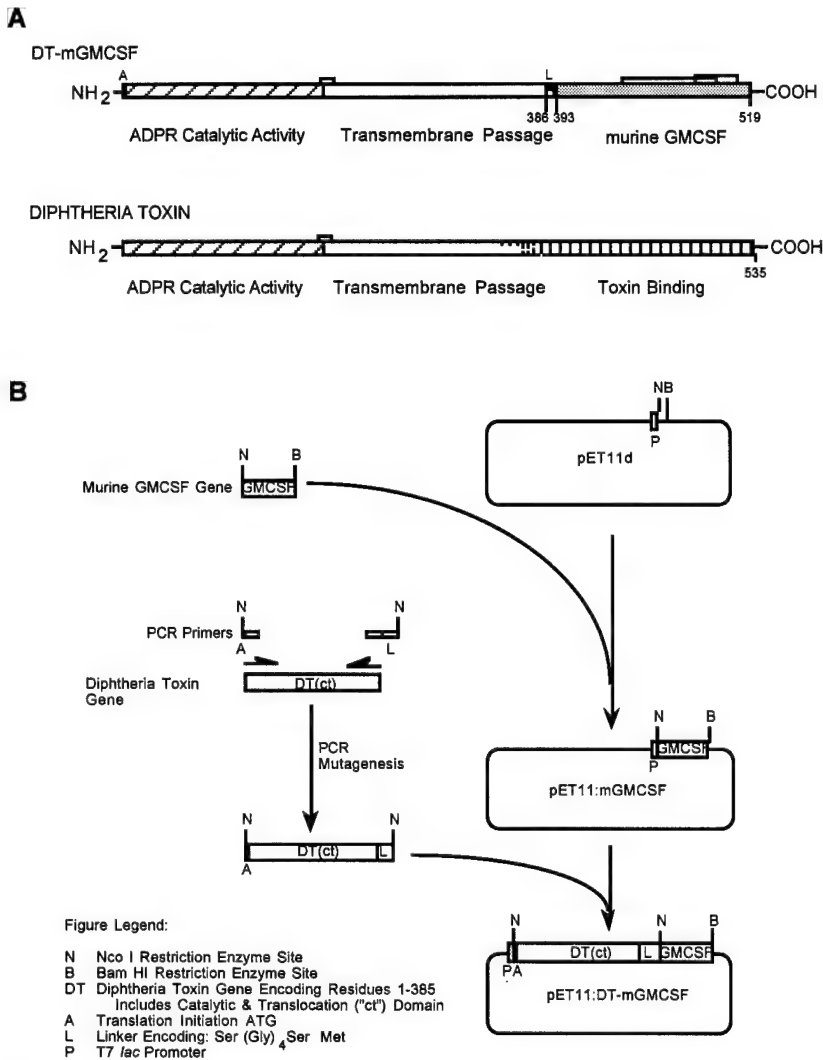 A
DT-mGMCSF
A L
NH2 COOH
386 393 519
ADPR Catalytic Activity Transmembrane Passage murine GMCSF
DIPHTHERIA TOXIN
NH2 COOH
535
ADPR Catalytic Activity Transmembrane Passage Toxin Binding
B
NB
P
pET11d
N B
Murine GMCSF Gene GMCSF
N N
PCR Primers
A L
Diphtheria Toxin Gene DT(ct)
PCR
Mutagenesis
N B
GMCSF
P
pET11:mGMCSF
N N
DT(ct) L
A
N N B
DT(ct) L GMCSF
PA
pET11:DT-mGMCSF
Figure Legend:
N Nco I Restriction Enzyme Site
B Bam HI Restriction Enzyme Site
DT Diphtheria Toxin Gene Encoding Residues 1-385
Includes Catalytic & Translocation ("ct") Domain
A Translation Initiation ATG
L Linker Encoding: Ser (Gly)4 Ser Met
P T7 lac Promoter